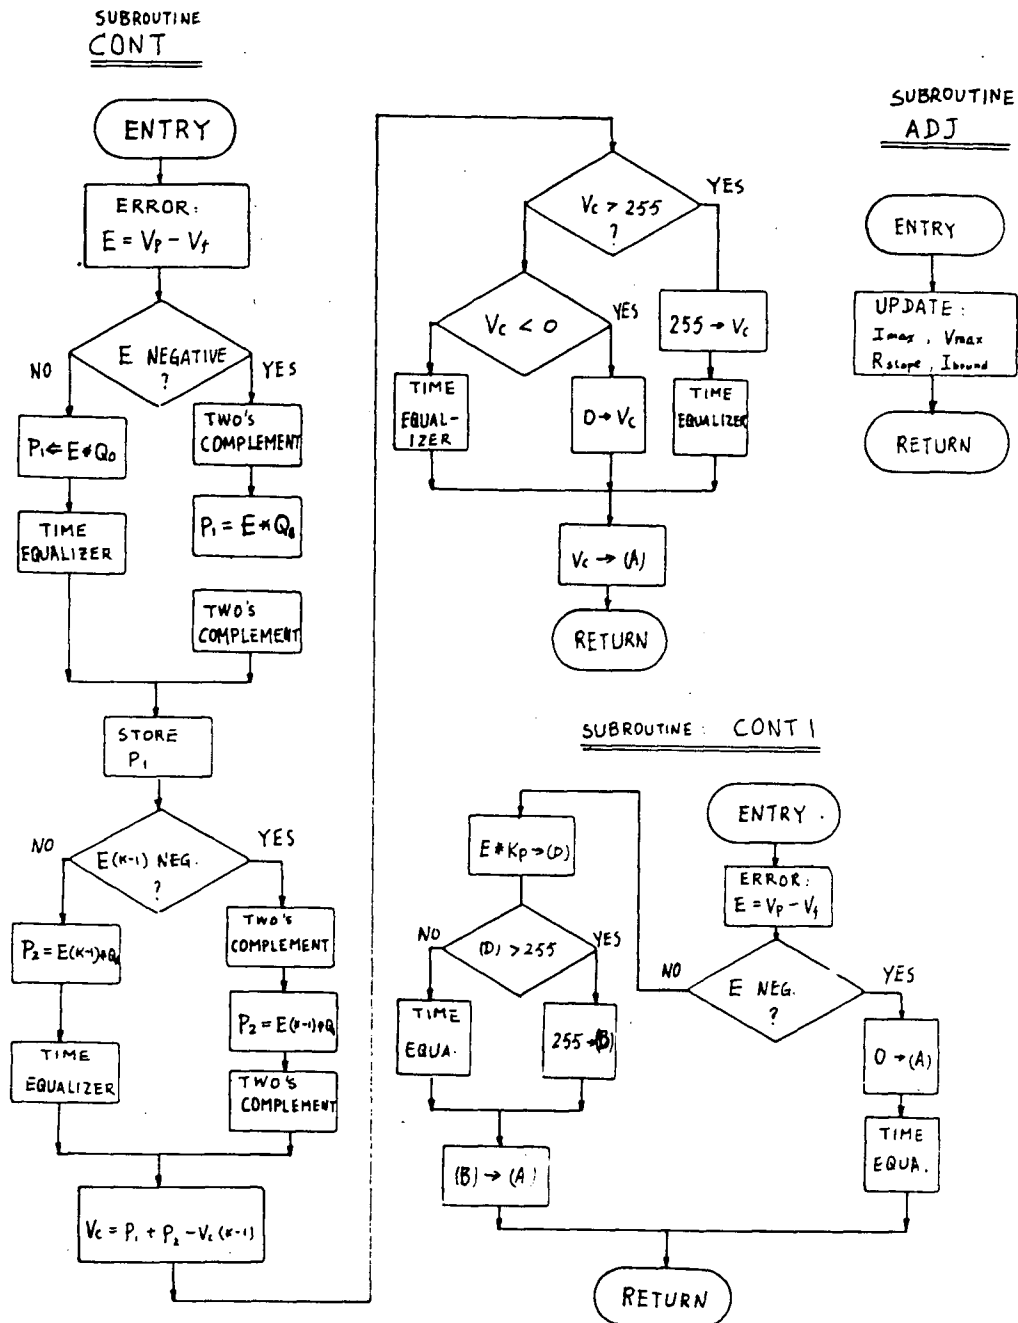 SUBROUTINE
CONT
ENTRY
ERROR:
E = Vp - Vf
E NEGATIVE
?
NO
YES
P1 ⇐ E * Q0
TIME
EQUALIZER
TWO'S
COMPLEMENT
P1 = E * Q0
TWO'S
COMPLEMENT
STORE
P1
E(K-1) NEG.
?
NO
YES
P2 = E(K-1) *
TIME
EQUALIZER
TWO'S
COMPLEMENT
P2 = E(K-1) *
TWO'S
COMPLEMENT
Vc = P1 + P2 - Vc (K-1)
Vc > 255
?
YES
Vc < 0
YES
255 → Vc
TIME
EQUAL-
IZER
0 → Vc
TIME
EQUALIZER
Vc → (A)
RETURN
SUBROUTINE
ADJ
ENTRY
UPDATE:
Imax, Vmax
Rslope, Ibound
RETURN
SUBROUTINE: CONT 1
ENTRY
ERROR:
E = Vp - Vf
E NEG.
?
NO
YES
E * Kp → (D)
(D) > 255
NO
YES
TIME
EQUA.
255 → (B)
(B) → (A)
0 → (A)
TIME
EQUA.
RETURN